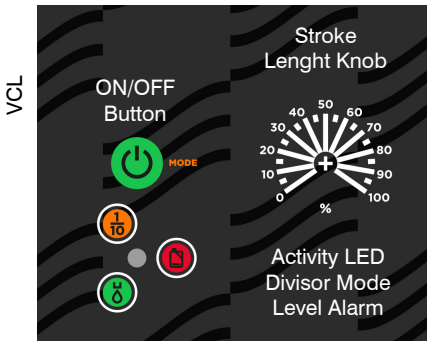 VCL
ON/OFF
Button
MODE
1
10
Stroke
Lenght Knob
0
10
20
30
40
50
60
70
80
90
100
%
Activity LED
Divisor Mode
Level Alarm